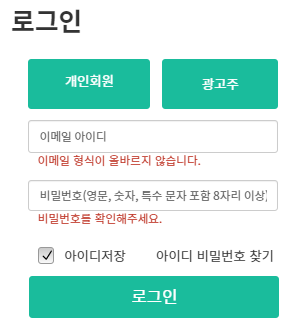 로그인
개인회원 광고주
이메일 아이디
이메일 형식이 올바르지 않습니다.
비밀번호(영문, 숫자, 특수 문자 포함 8자리 이상)
비밀번호를 확인해주세요.
아이디저장 아이디 비밀번호 찾기
로그인